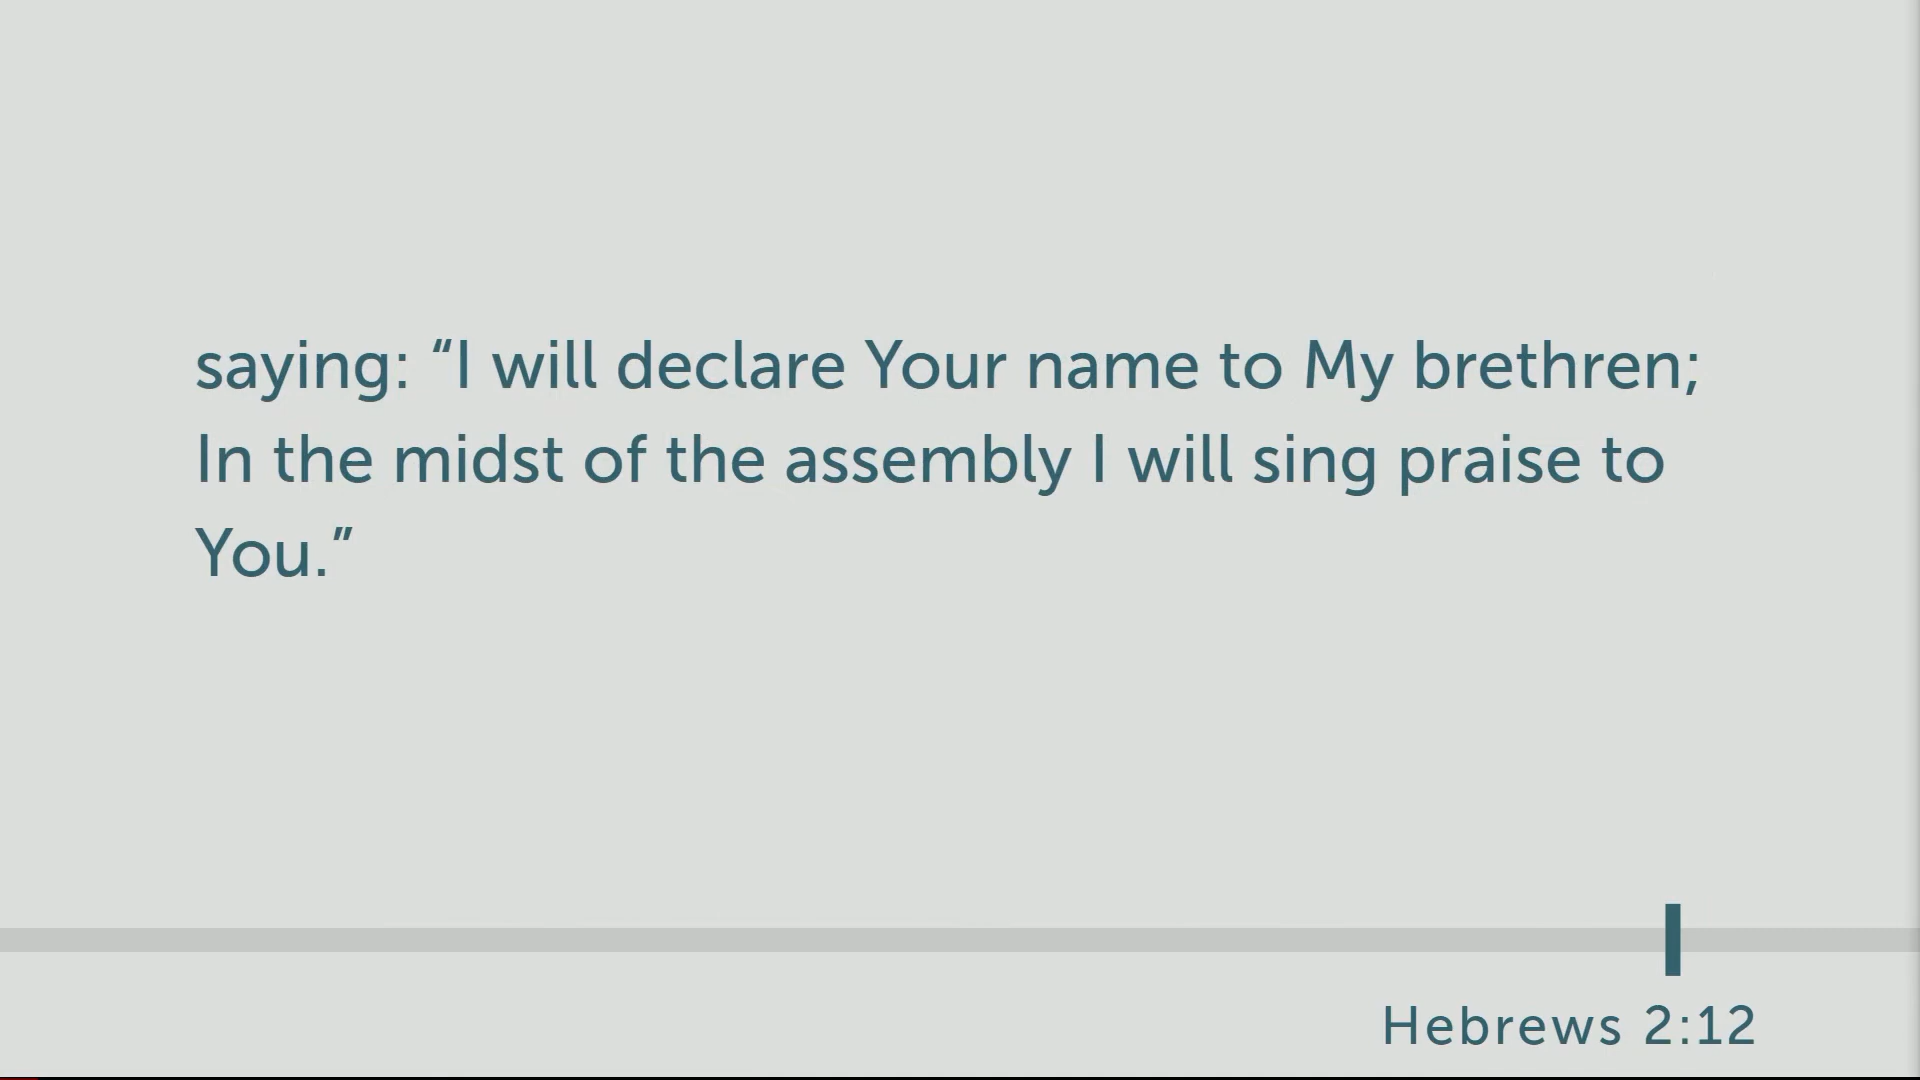 saying: “I will declare Your name to My brethren;
In the midst of the assembly I will sing praise to
You.”
Hebrews 2:12